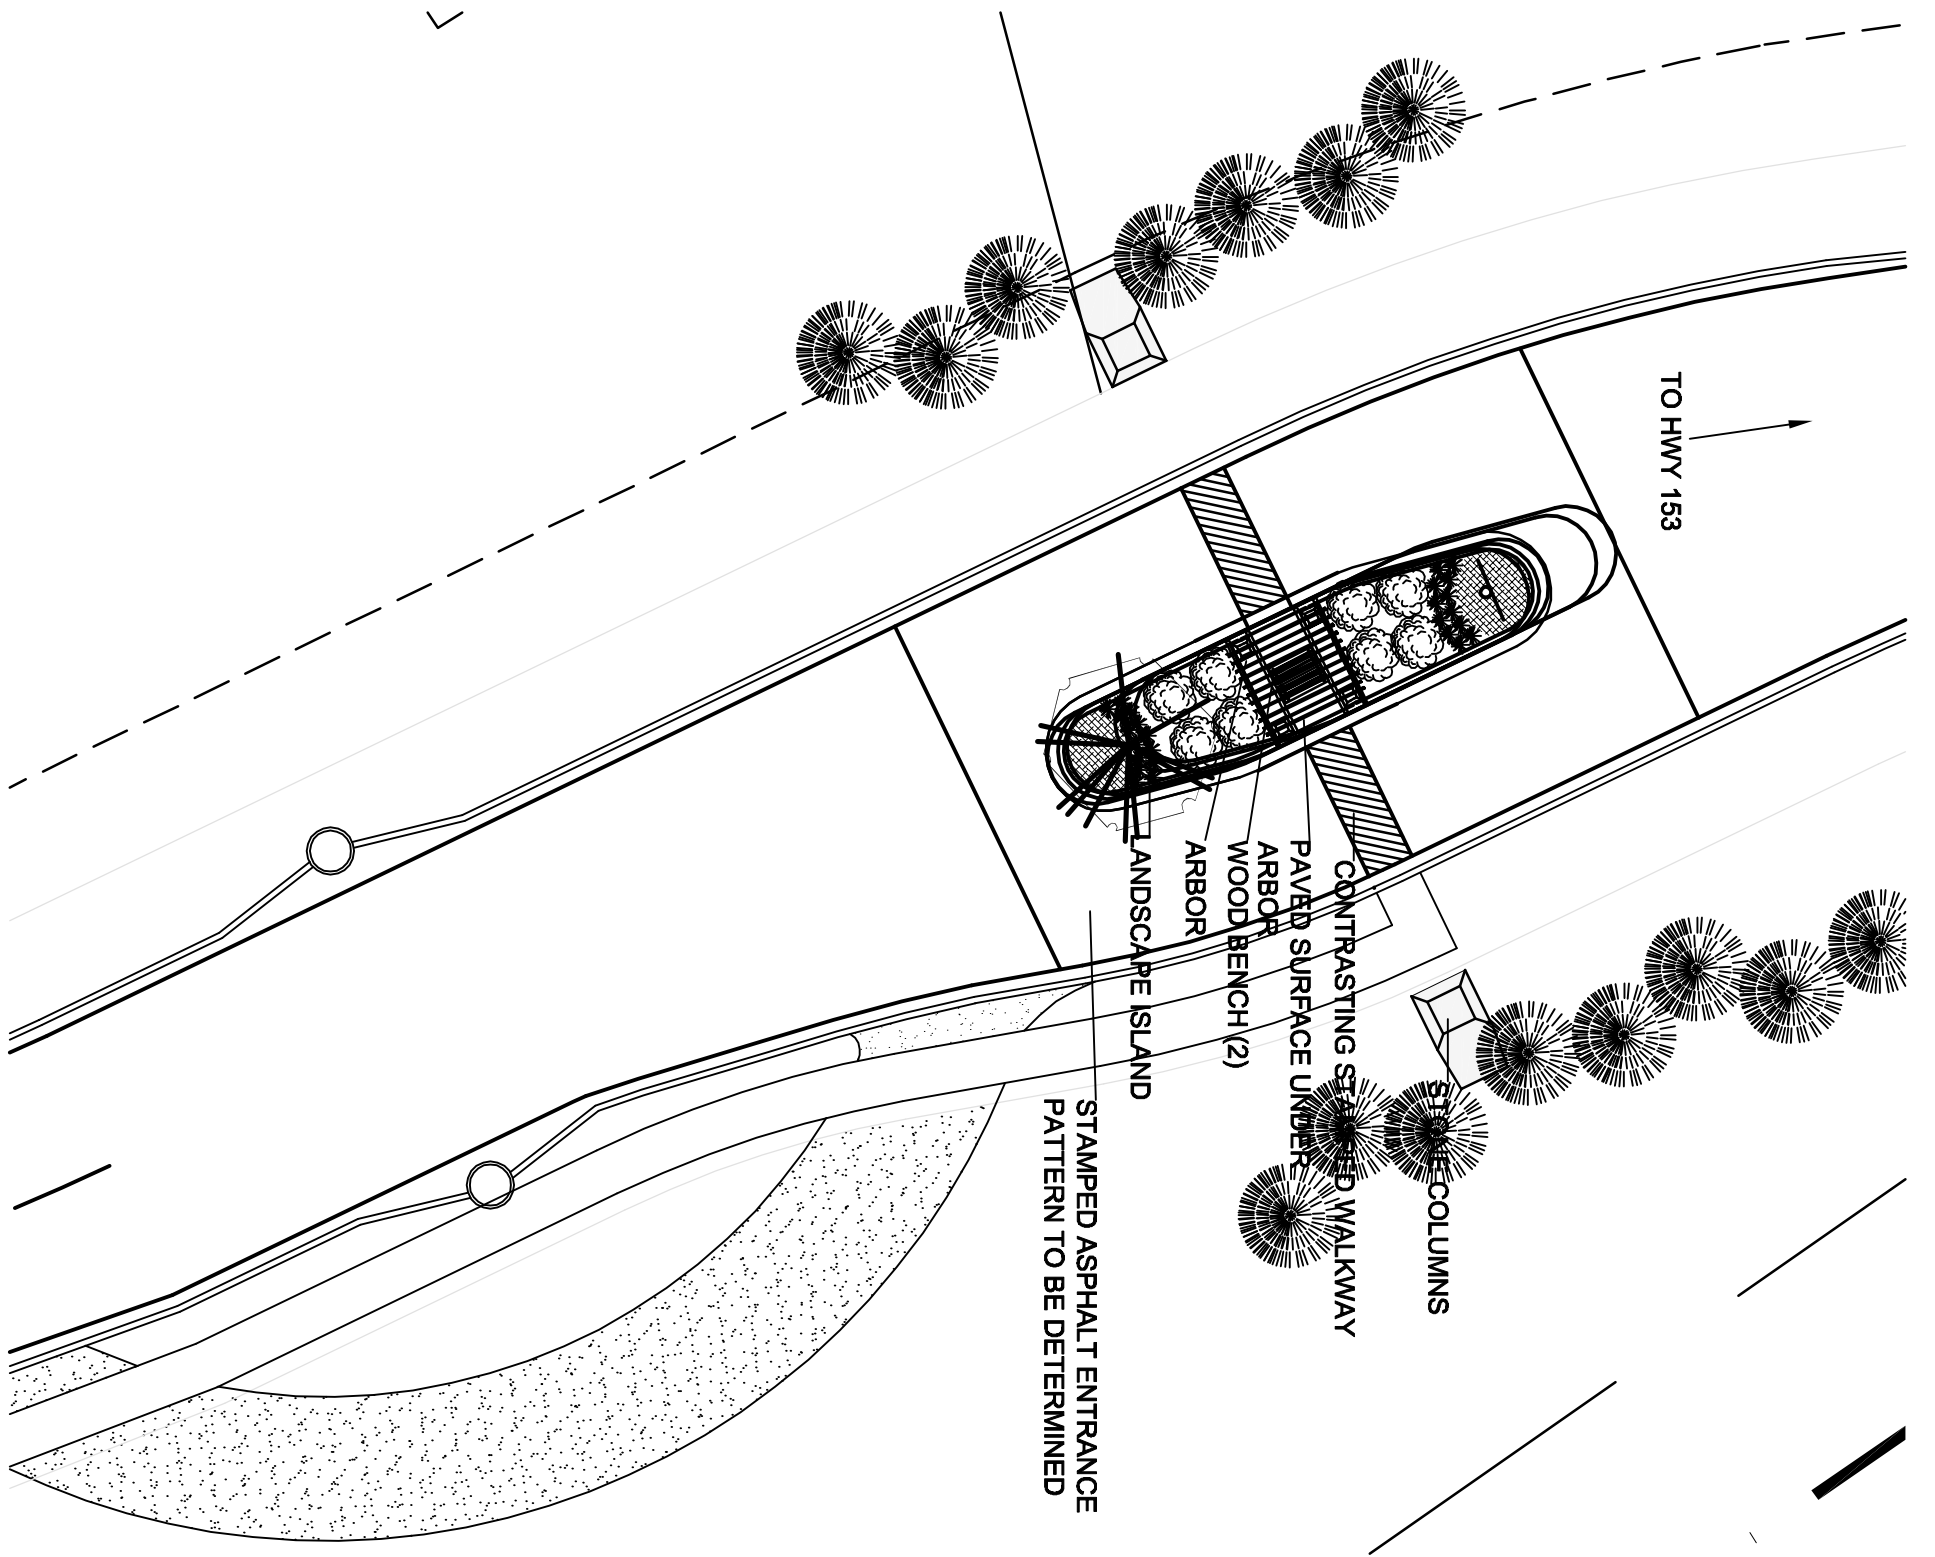 TO HWY 153
STONE COLUMNS
CONTRASTING STAMPED WALKWAY
PAVED SURFACE UNDER
ARBOR
WOOD BENCH (2)
ARBOR
LANDSCAPE ISLAND
STAMPED ASPHALT ENTRANCE
PATTERN TO BE DETERMINED